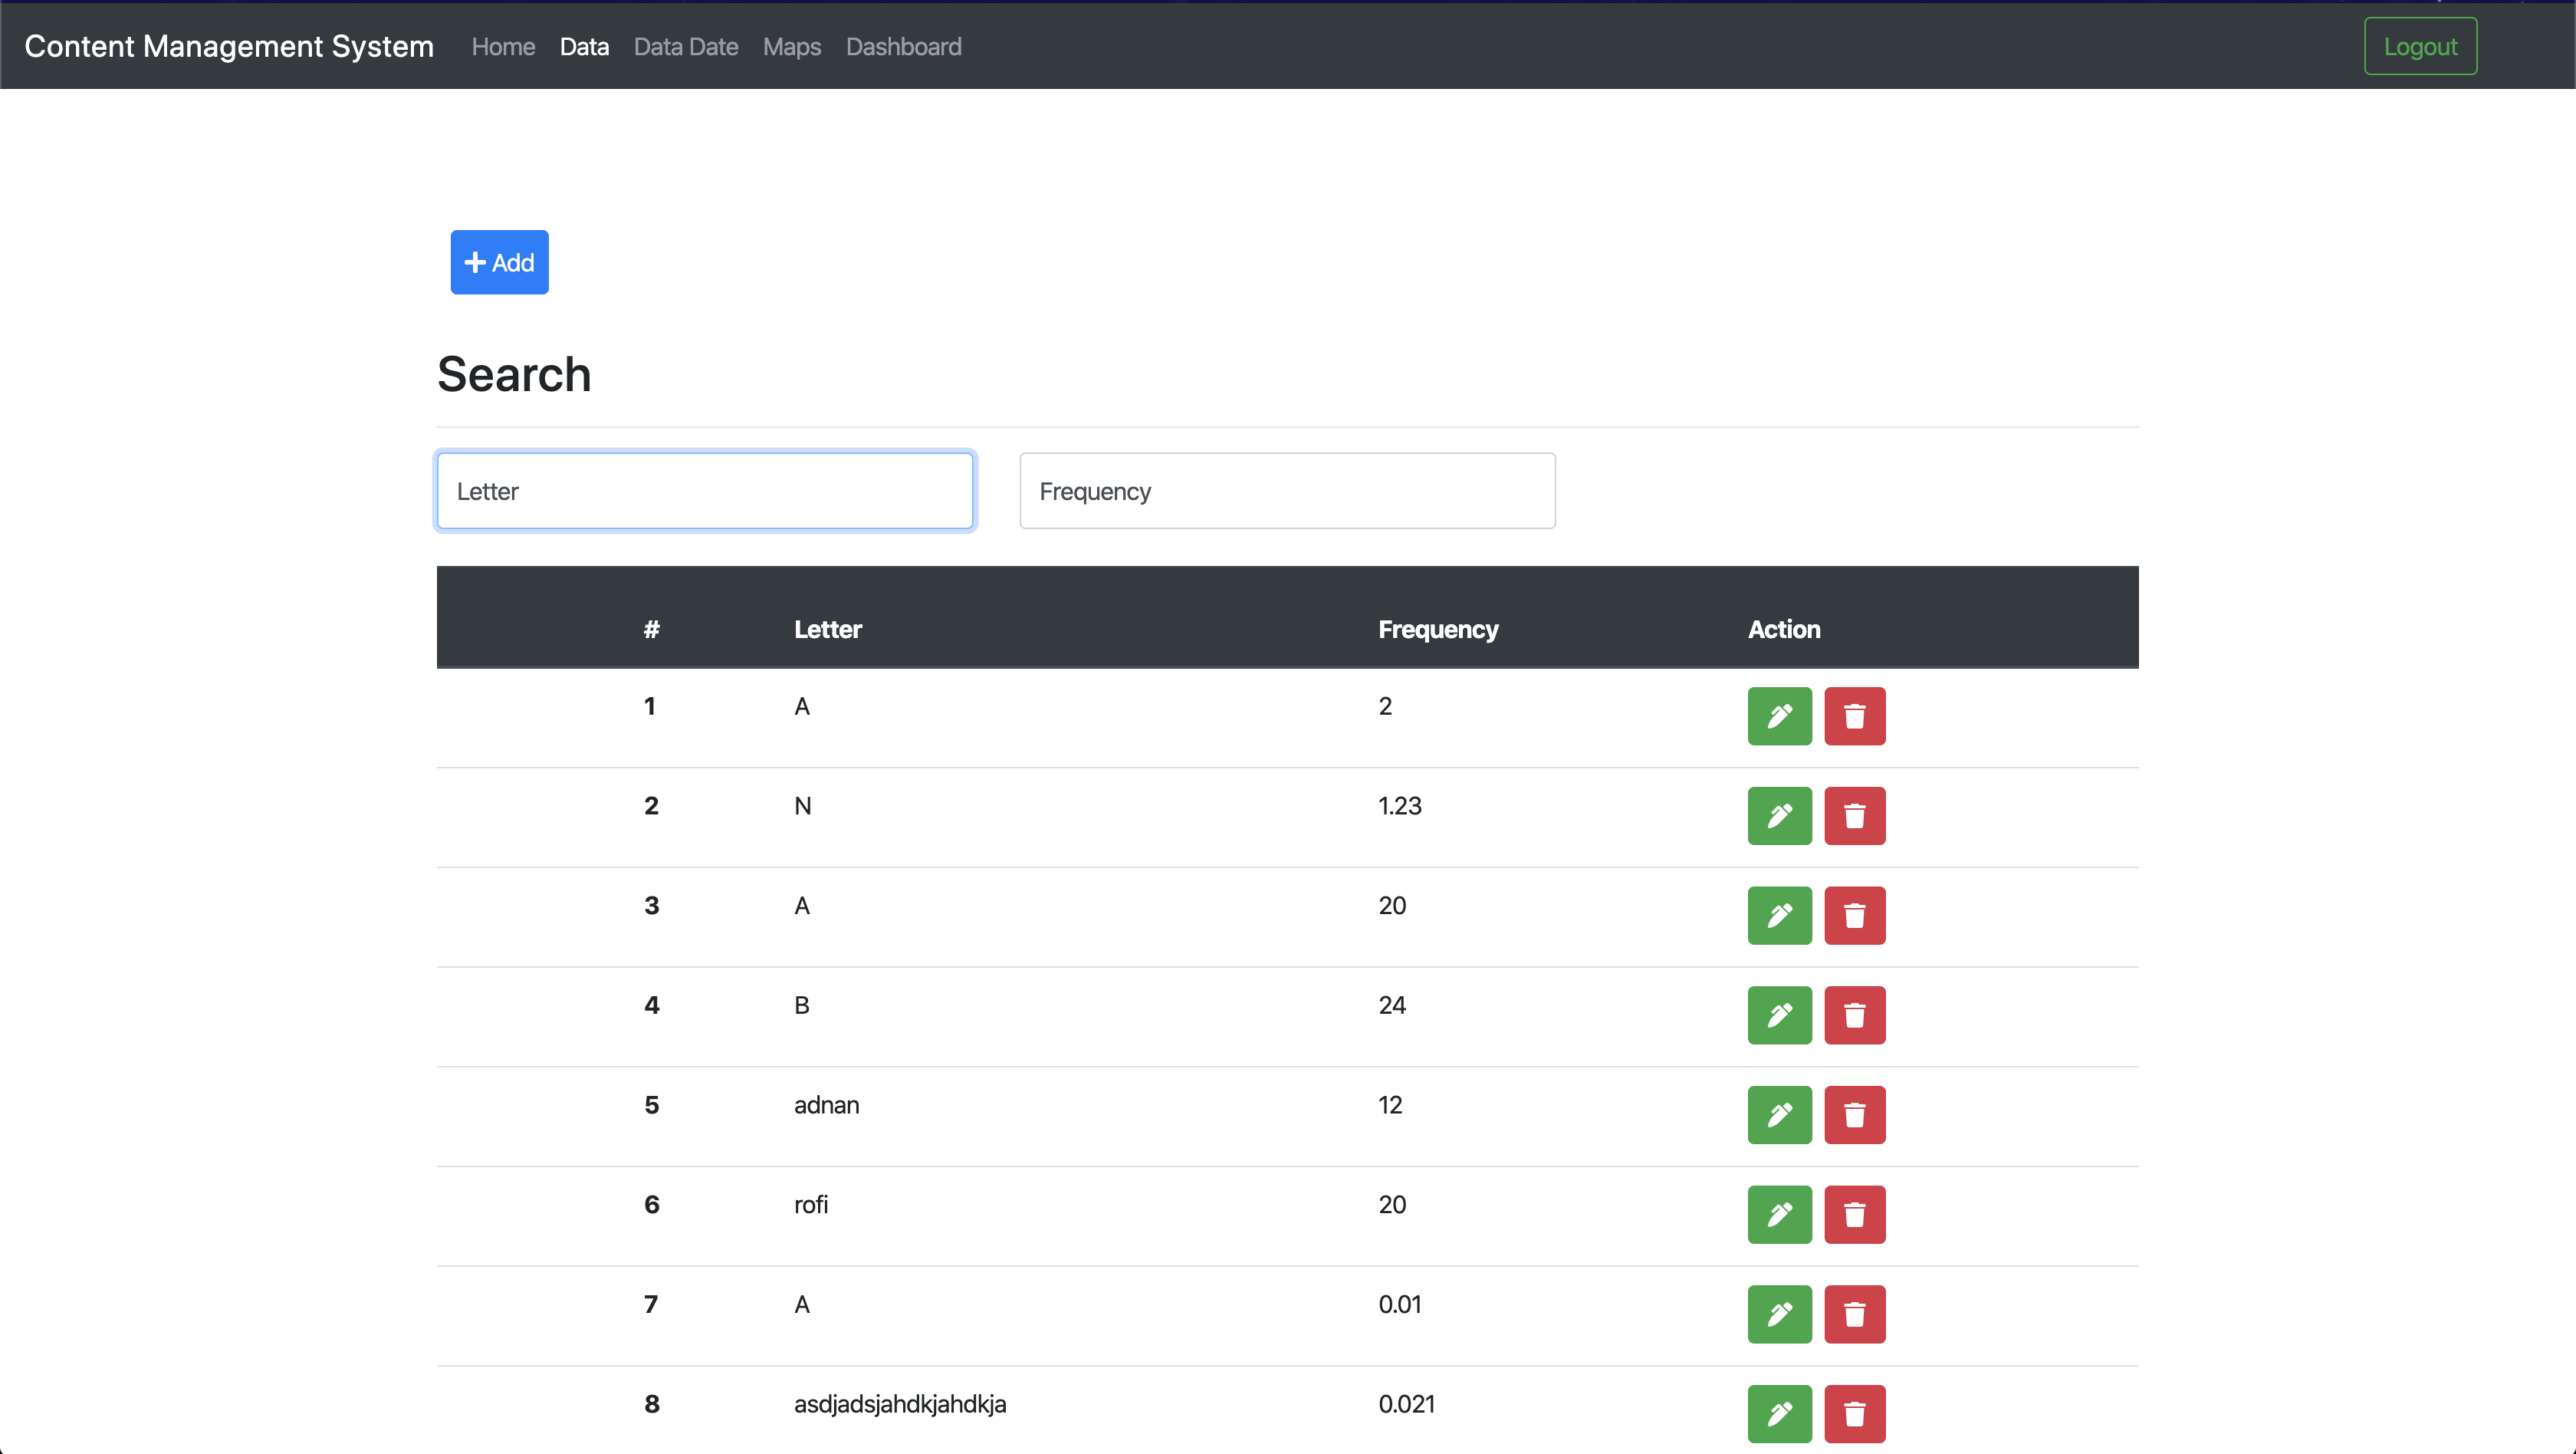 Content Management System Home Data Data Date Maps Dashboard Logout
Add
Search
Letter Frequency
# Letter Frequency Action
1 A 2
2 N 1.23
3 A 20
4 B 24
5 adnan 12
6 rofi 20
7 A 0.01
8 asdjadsjahdkjahdkja 0.021